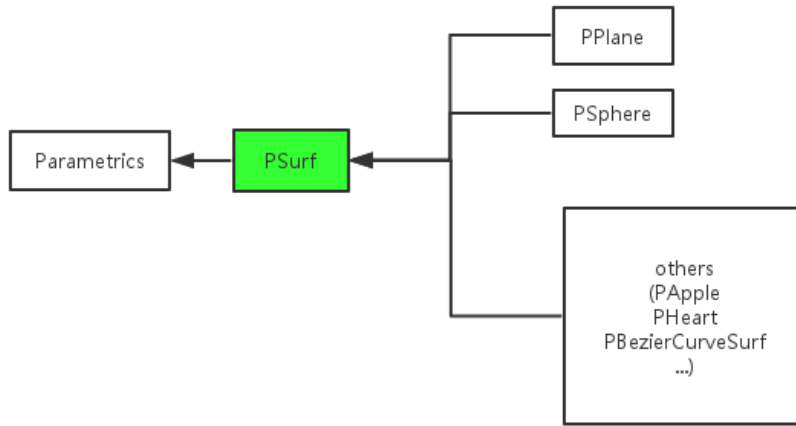 PPlane
PSphere
Parametrics
PSurf
others
(PApple
PHeart
PBezierCurveSurf
...)